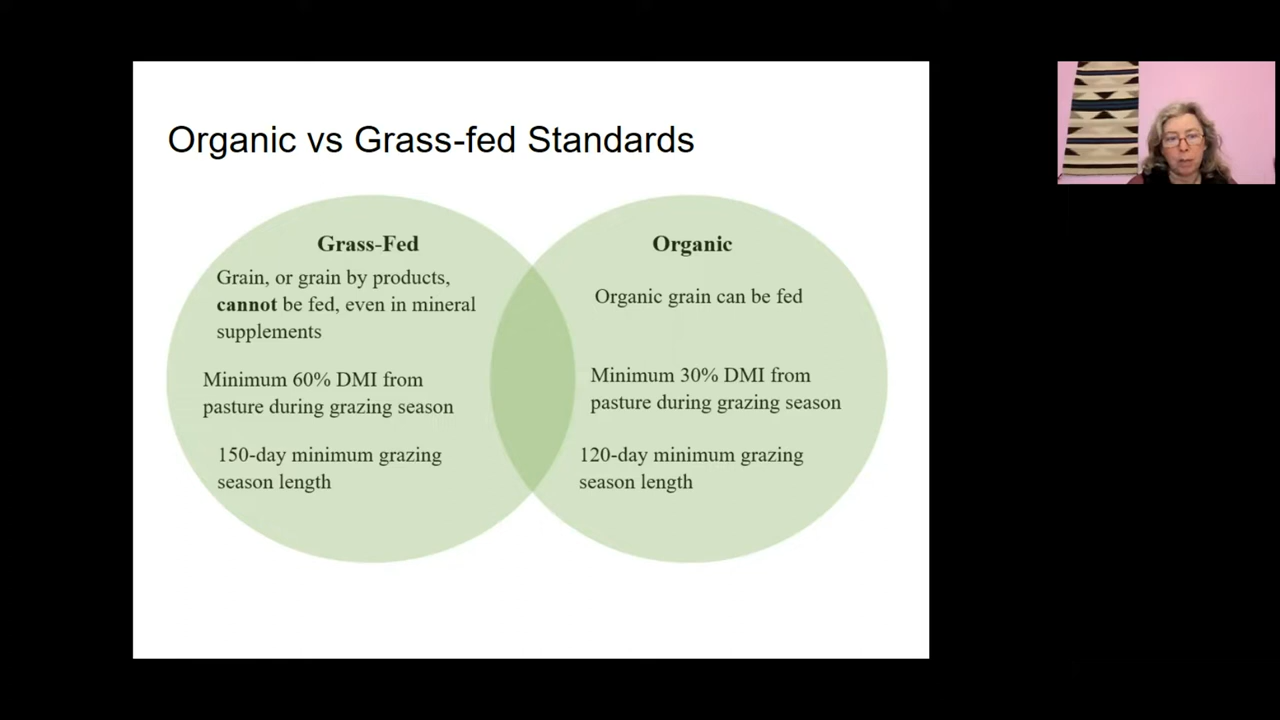 Organic vs Grass-fed Standards
Grass-Fed
Grain, or grain by products,
cannot be fed, even in mineral
supplements
Minimum 60% DMI from
pasture during grazing season
150-day minimum grazing
season length
Organic
Organic grain can be fed
Minimum 30% DMI from
pasture during grazing season
120-day minimum grazing
season length